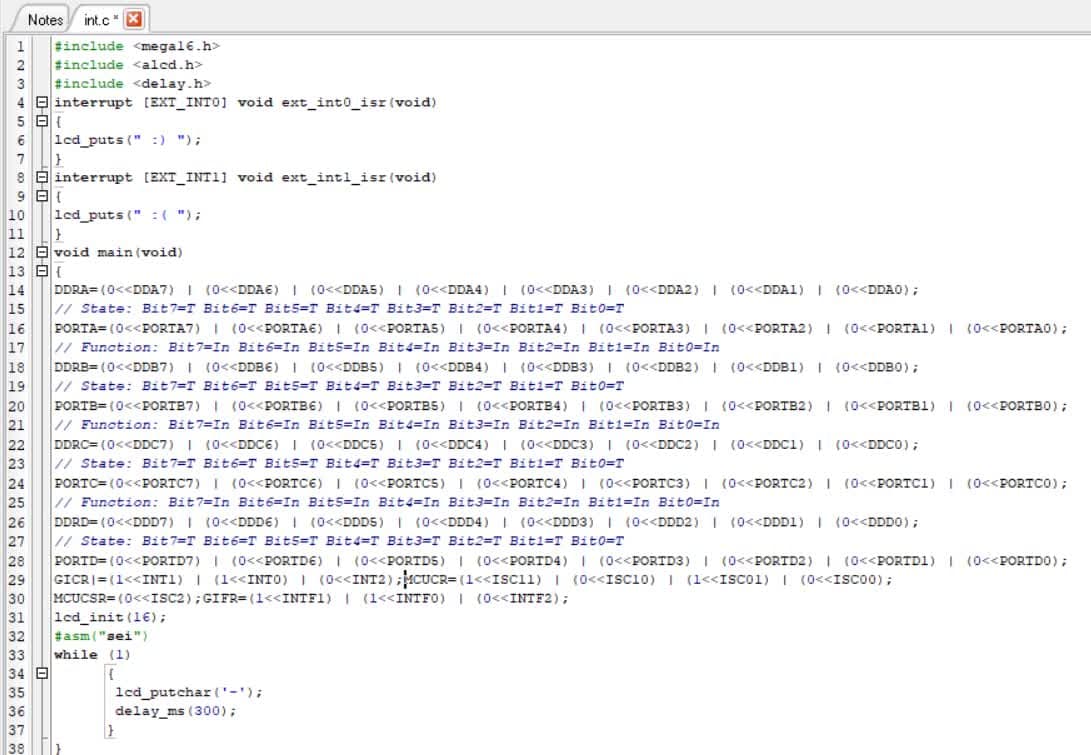 Notes int.c *
1 #include <mega16.h>
2 #include <alcd.h>
3 #include <delay.h>
4 interrupt [EXT_INT0] void ext_int0_isr(void)
5 {
6 lcd_puts(" :) ");
7 }
8 interrupt [EXT_INT1] void ext_int1_isr(void)
9 {
10 lcd_puts(" :( ");
11 }
12 void main(void)
13 {
14 DDRA=(0<<DDA7) | (0<<DDA6) | (0<<DDA5) | (0<<DDA4) | (0<<DDA3) | (0<<DDA2) | (0<<DDA1) | (0<<DDA0);
15 // State: Bit7=T Bit6=T Bit5=T Bit4=T Bit3=T Bit2=T Bit1=T Bit0=T
16 PORTA=(0<<PORTA7) | (0<<PORTA6) | (0<<PORTA5) | (0<<PORTA4) | (0<<PORTA3) | (0<<PORTA2) | (0<<PORTA1) | (0<<PORTA0);
17 // Function: Bit7=In Bit6=In Bit5=In Bit4=In Bit3=In Bit2=In Bit1=In Bit0=In
18 DDRB=(0<<DDB7) | (0<<DDB6) | (0<<DDB5) | (0<<DDB4) | (0<<DDB3) | (0<<DDB2) | (0<<DDB1) | (0<<DDB0);
19 // State: Bit7=T Bit6=T Bit5=T Bit4=T Bit3=T Bit2=T Bit1=T Bit0=T
20 PORTB=(0<<PORTB7) | (0<<PORTB6) | (0<<PORTB5) | (0<<PORTB4) | (0<<PORTB3) | (0<<PORTB2) | (0<<PORTB1) | (0<<PORTB0);
21 // Function: Bit7=In Bit6=In Bit5=In Bit4=In Bit3=In Bit2=In Bit1=In Bit0=In
22 DDRC=(0<<DDC7) | (0<<DDC6) | (0<<DDC5) | (0<<DDC4) | (0<<DDC3) | (0<<DDC2) | (0<<DDC1) | (0<<DDC0);
23 // State: Bit7=T Bit6=T Bit5=T Bit4=T Bit3=T Bit2=T Bit1=T Bit0=T
24 PORTC=(0<<PORTC7) | (0<<PORTC6) | (0<<PORTC5) | (0<<PORTC4) | (0<<PORTC3) | (0<<PORTC2) | (0<<PORTC1) | (0<<PORTC0);
25 // Function: Bit7=In Bit6=In Bit5=In Bit4=In Bit3=In Bit2=In Bit1=In Bit0=In
26 DDRD=(0<<DDD7) | (0<<DDD6) | (0<<DDD5) | (0<<DDD4) | (0<<DDD3) | (0<<DDD2) | (0<<DDD1) | (0<<DDD0);
27 // State: Bit7=T Bit6=T Bit5=T Bit4=T Bit3=T Bit2=T Bit1=T Bit0=T
28 PORTD=(0<<PORTD7) | (0<<PORTD6) | (0<<PORTD5) | (0<<PORTD4) | (0<<PORTD3) | (0<<PORTD2) | (0<<PORTD1) | (0<<PORTD0);
29 GICR|=(1<<INT1) | (1<<INT0) | (0<<INT2);MCUCR=(1<<ISC11) | (0<<ISC10) | (1<<ISC01) | (0<<ISC00);
30 MCUCSR=(0<<ISC2);GIFR=(1<<INTF1) | (1<<INTF0) | (0<<INTF2);
31 lcd_init(16);
32 #asm("sei")
33 while (1)
34 {
35 lcd_putchar('-');
36 delay_ms(300);
37 }
38 }